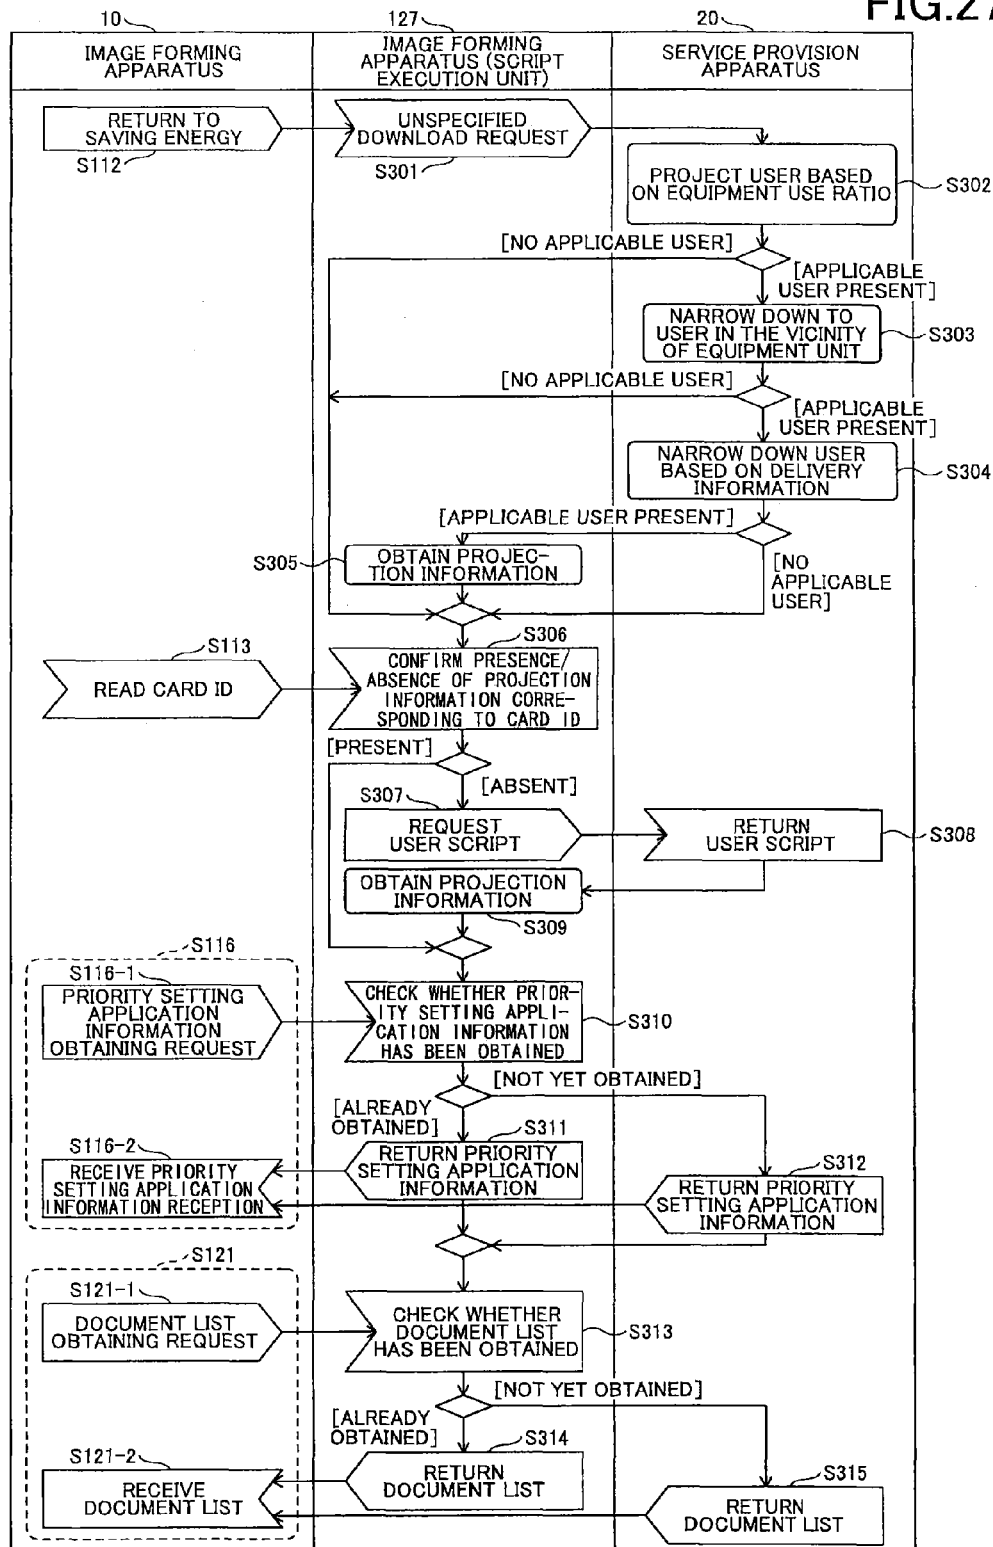 FIG.27
10
127
20
IMAGE FORMING
APPARATUS
IMAGE FORMING
APPARATUS (SCRIPT
EXECUTION UNIT)
SERVICE PROVISION
APPARATUS
RETURN TO
SAVING ENERGY
S112
UNSPECIFIED
DOWNLOAD REQUEST
S301
PROJECT USER BASED
ON EQUIPMENT USE RATIO
S302
[NO APPLICABLE USER]
[APPLICABLE
USER PRESENT]
NARROW DOWN TO
USER IN THE VICINITY
OF EQUIPMENT UNIT
S303
[NO APPLICABLE USER]
[APPLICABLE
USER PRESENT]
NARROW DOWN USER
BASED ON DELIVERY
INFORMATION
S304
[APPLICABLE USER PRESENT]
[NO
APPLICABLE
USER]
S305
OBTAIN PROJEC-
TION INFORMATION
S306
S113
READ CARD ID
CONFIRM PRESENCE/
ABSENCE OF PROJECTION
INFORMATION CORRE-
SPONDING TO CARD ID
[PRESENT]
[ABSENT]
S307
REQUEST
USER SCRIPT
RETURN
USER SCRIPT
S308
OBTAIN PROJECTION
INFORMATION
S309
S116
S116-1
PRIORITY SETTING
APPLICATION
INFORMATION
OBTAINING REQUEST
CHECK WHETHER PRIOR-
ITY SETTING APPLI-
CATION INFORMATION
HAS BEEN OBTAINED
S310
[NOT YET OBTAINED]
[ALREADY
OBTAINED]
S311
S116-2
RECEIVE PRIORITY
SETTING APPLICATION
INFORMATION RECEPTION
RETURN PRIORITY
SETTING APPLICATION
INFORMATION
S312
RETURN PRIORITY
SETTING APPLICATION
INFORMATION
S121
S121-1
DOCUMENT LIST
OBTAINING REQUEST
CHECK WHETHER
DOCUMENT LIST
HAS BEEN OBTAINED
S313
[NOT YET OBTAINED]
[ALREADY
OBTAINED]
S314
S121-2
RECEIVE
DOCUMENT LIST
RETURN
DOCUMENT LIST
S315
RETURN
DOCUMENT LIST